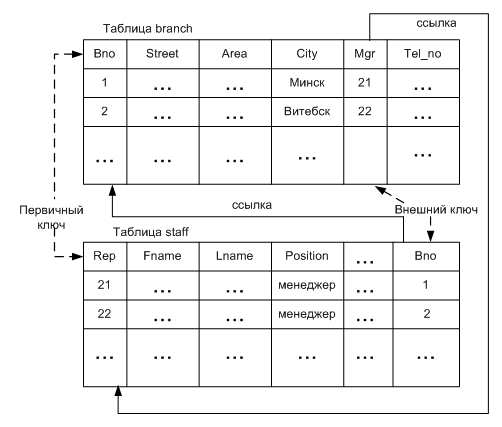 ссылка
Таблица branch
Bno Street Area City Mgr Tel_no
1 ... ... Минск 21 ...
2 ... ... Витебск 22 ...
... ... ... ... ...
Первичный ключ
ссылка
Внешний ключ
Таблица staff
Rep Fname Lname Position ... Bno
21 ... ... менеджер ... 1
22 ... ... менеджер ... 2
... ... ... ... ... ...